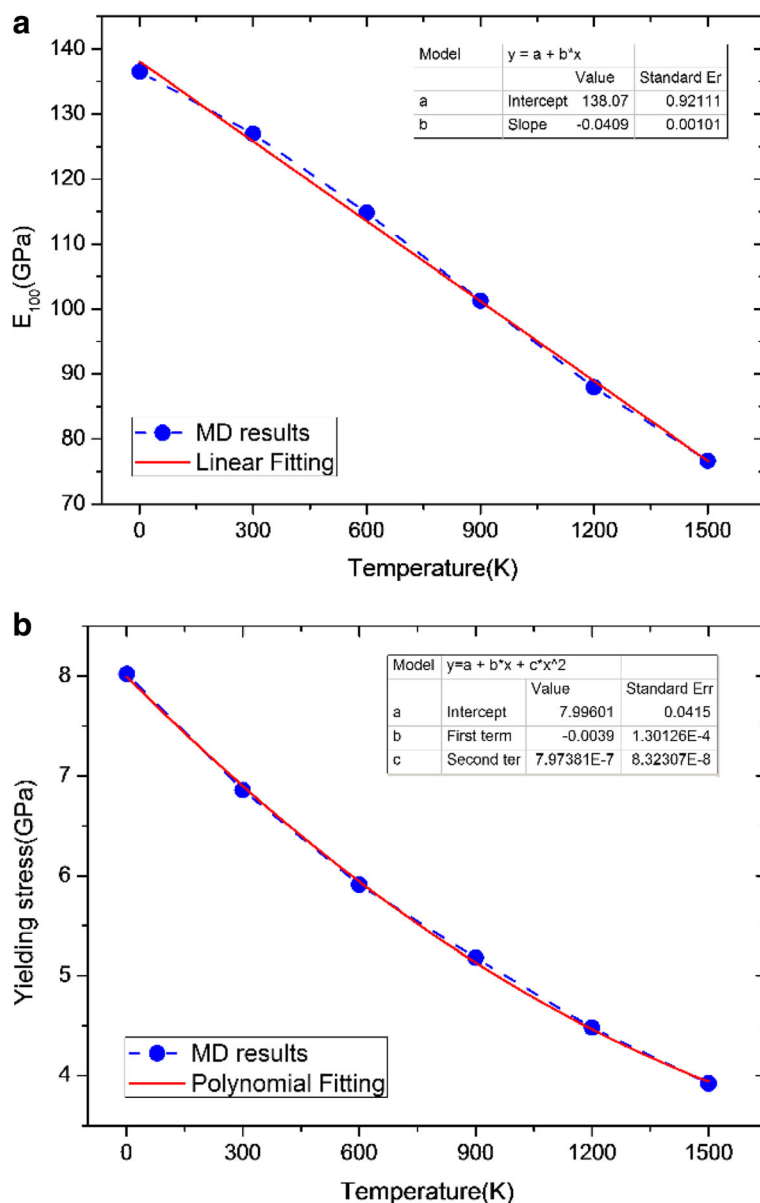 a
140
130
120
110
100
90
80
70
E100(GPa)
Model y = a + b*x
Value Standard Er
a Intercept 138.07 0.92111
b Slope -0.0409 0.00101
MD results
Linear Fitting
0 300 600 900 1200 1500
Temperature(K)
b
8
7
6
5
4
Yielding stress(GPa)
Model y=a + b*x + c*x^2
Value Standard Err
a Intercept 7.99601 0.0415
b First term -0.0039 1.30126E-4
c Second ter 7.97381E-7 8.32307E-8
MD results
Polynomial Fitting
0 300 600 900 1200 1500
Temperature(K)